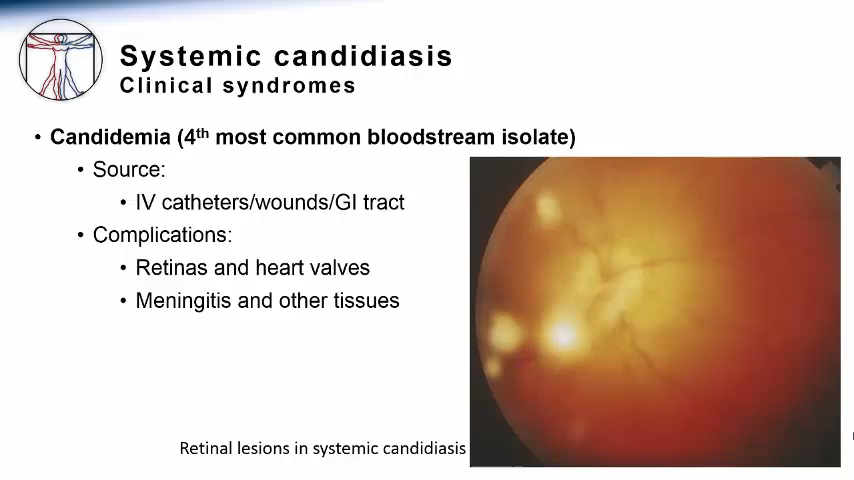 Systemic candidiasis
Clinical syndromes
• Candidemia (4th most common bloodstream isolate)
• Source:
• IV catheters/wounds/GI tract
• Complications:
• Retinas and heart valves
• Meningitis and other tissues
Retinal lesions in systemic candidiasis